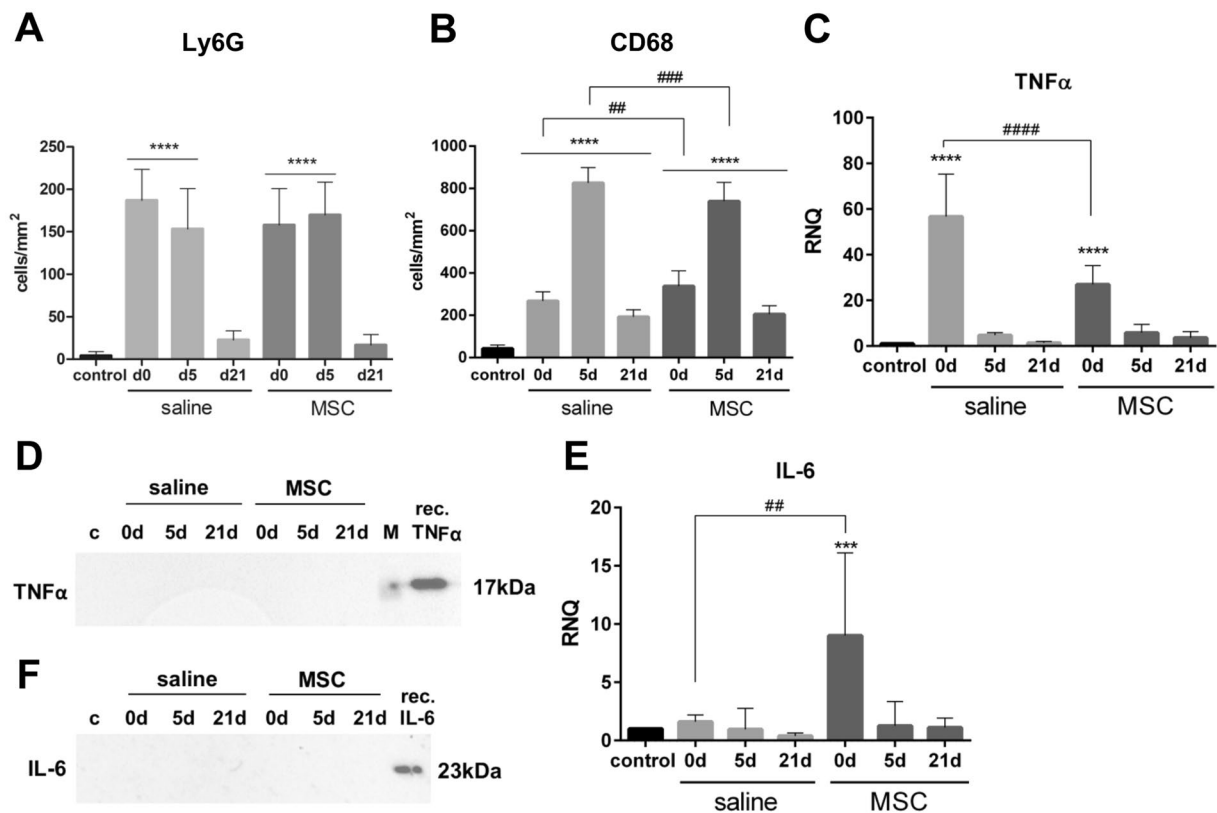 A
Ly6G
cells/mm2
250
200
150
100
50
0
****
****
control d0 d5 d21 d0 d5 d21
saline MSC
B
CD68
###
##
cells/mm2
1000
800
600
400
200
0
****
****
control 0d 5d 21d 0d 5d 21d
saline MSC
C
TNFα
RNQ
100
80
60
40
20
0
####
****
****
control 0d 5d 21d 0d 5d 21d
saline MSC
D
saline MSC
rec.
c 0d 5d 21d 0d 5d 21d M TNFα
TNFα 17kDa
E
IL-6
RNQ
20
15
10
5
0
##
***
control 0d 5d 21d 0d 5d 21d
saline MSC
F
saline MSC
rec.
c 0d 5d 21d 0d 5d 21d IL-6
IL-6 23kDa